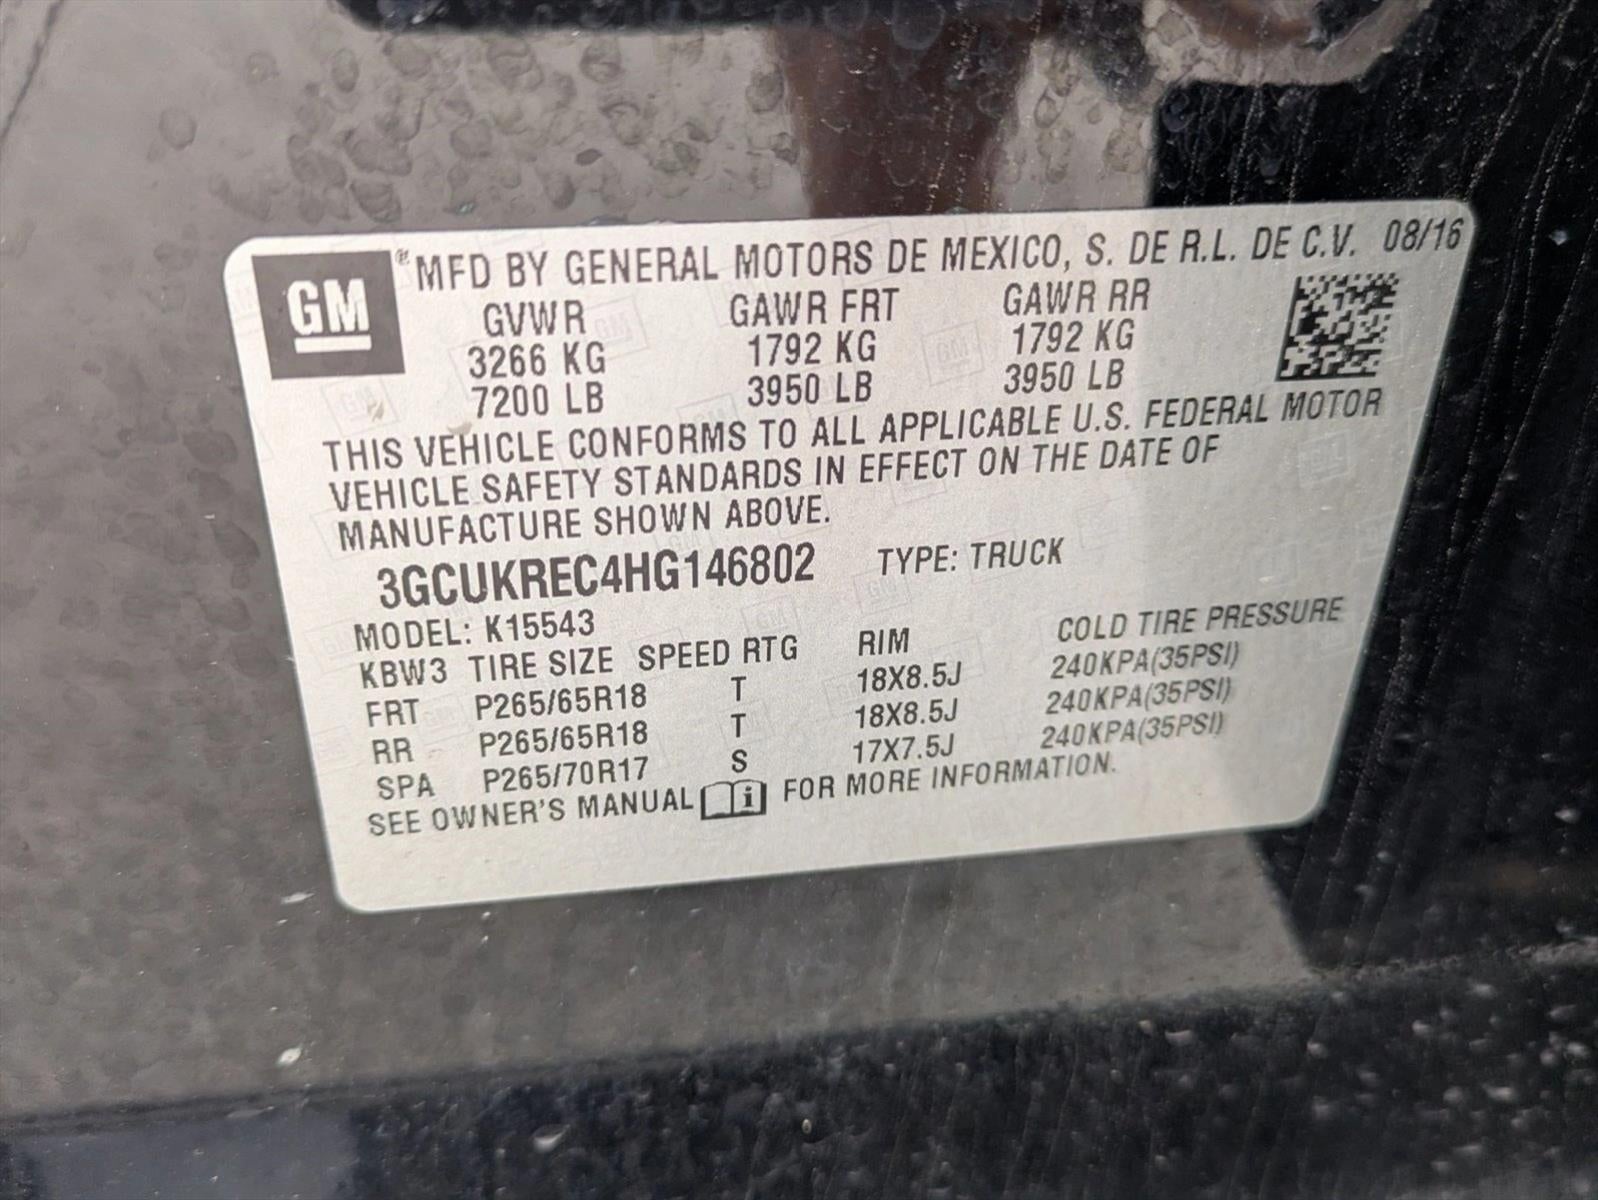 GM ® MFD BY GENERAL MOTORS DE MEXICO, S. DE R.L. DE C.V. 08/16
GVWR GAWR FRT GAWR RR
3266 KG 1792 KG 1792 KG
7200 LB 3950 LB 3950 LB
THIS VEHICLE CONFORMS TO ALL APPLICABLE U.S. FEDERAL MOTOR
VEHICLE SAFETY STANDARDS IN EFFECT ON THE DATE OF
MANUFACTURE SHOWN ABOVE.
3GCUKREC4HG146802 TYPE: TRUCK
MODEL: K15543
KBW3 TIRE SIZE SPEED RTG RIM COLD TIRE PRESSURE
FRT P265/65R18 T 18X8.5J 240KPA(35PSI)
RR P265/65R18 T 18X8.5J 240KPA(35PSI)
SPA P265/70R17 S 17X7.5J 240KPA(35PSI)
SEE OWNER'S MANUAL i FOR MORE INFORMATION.